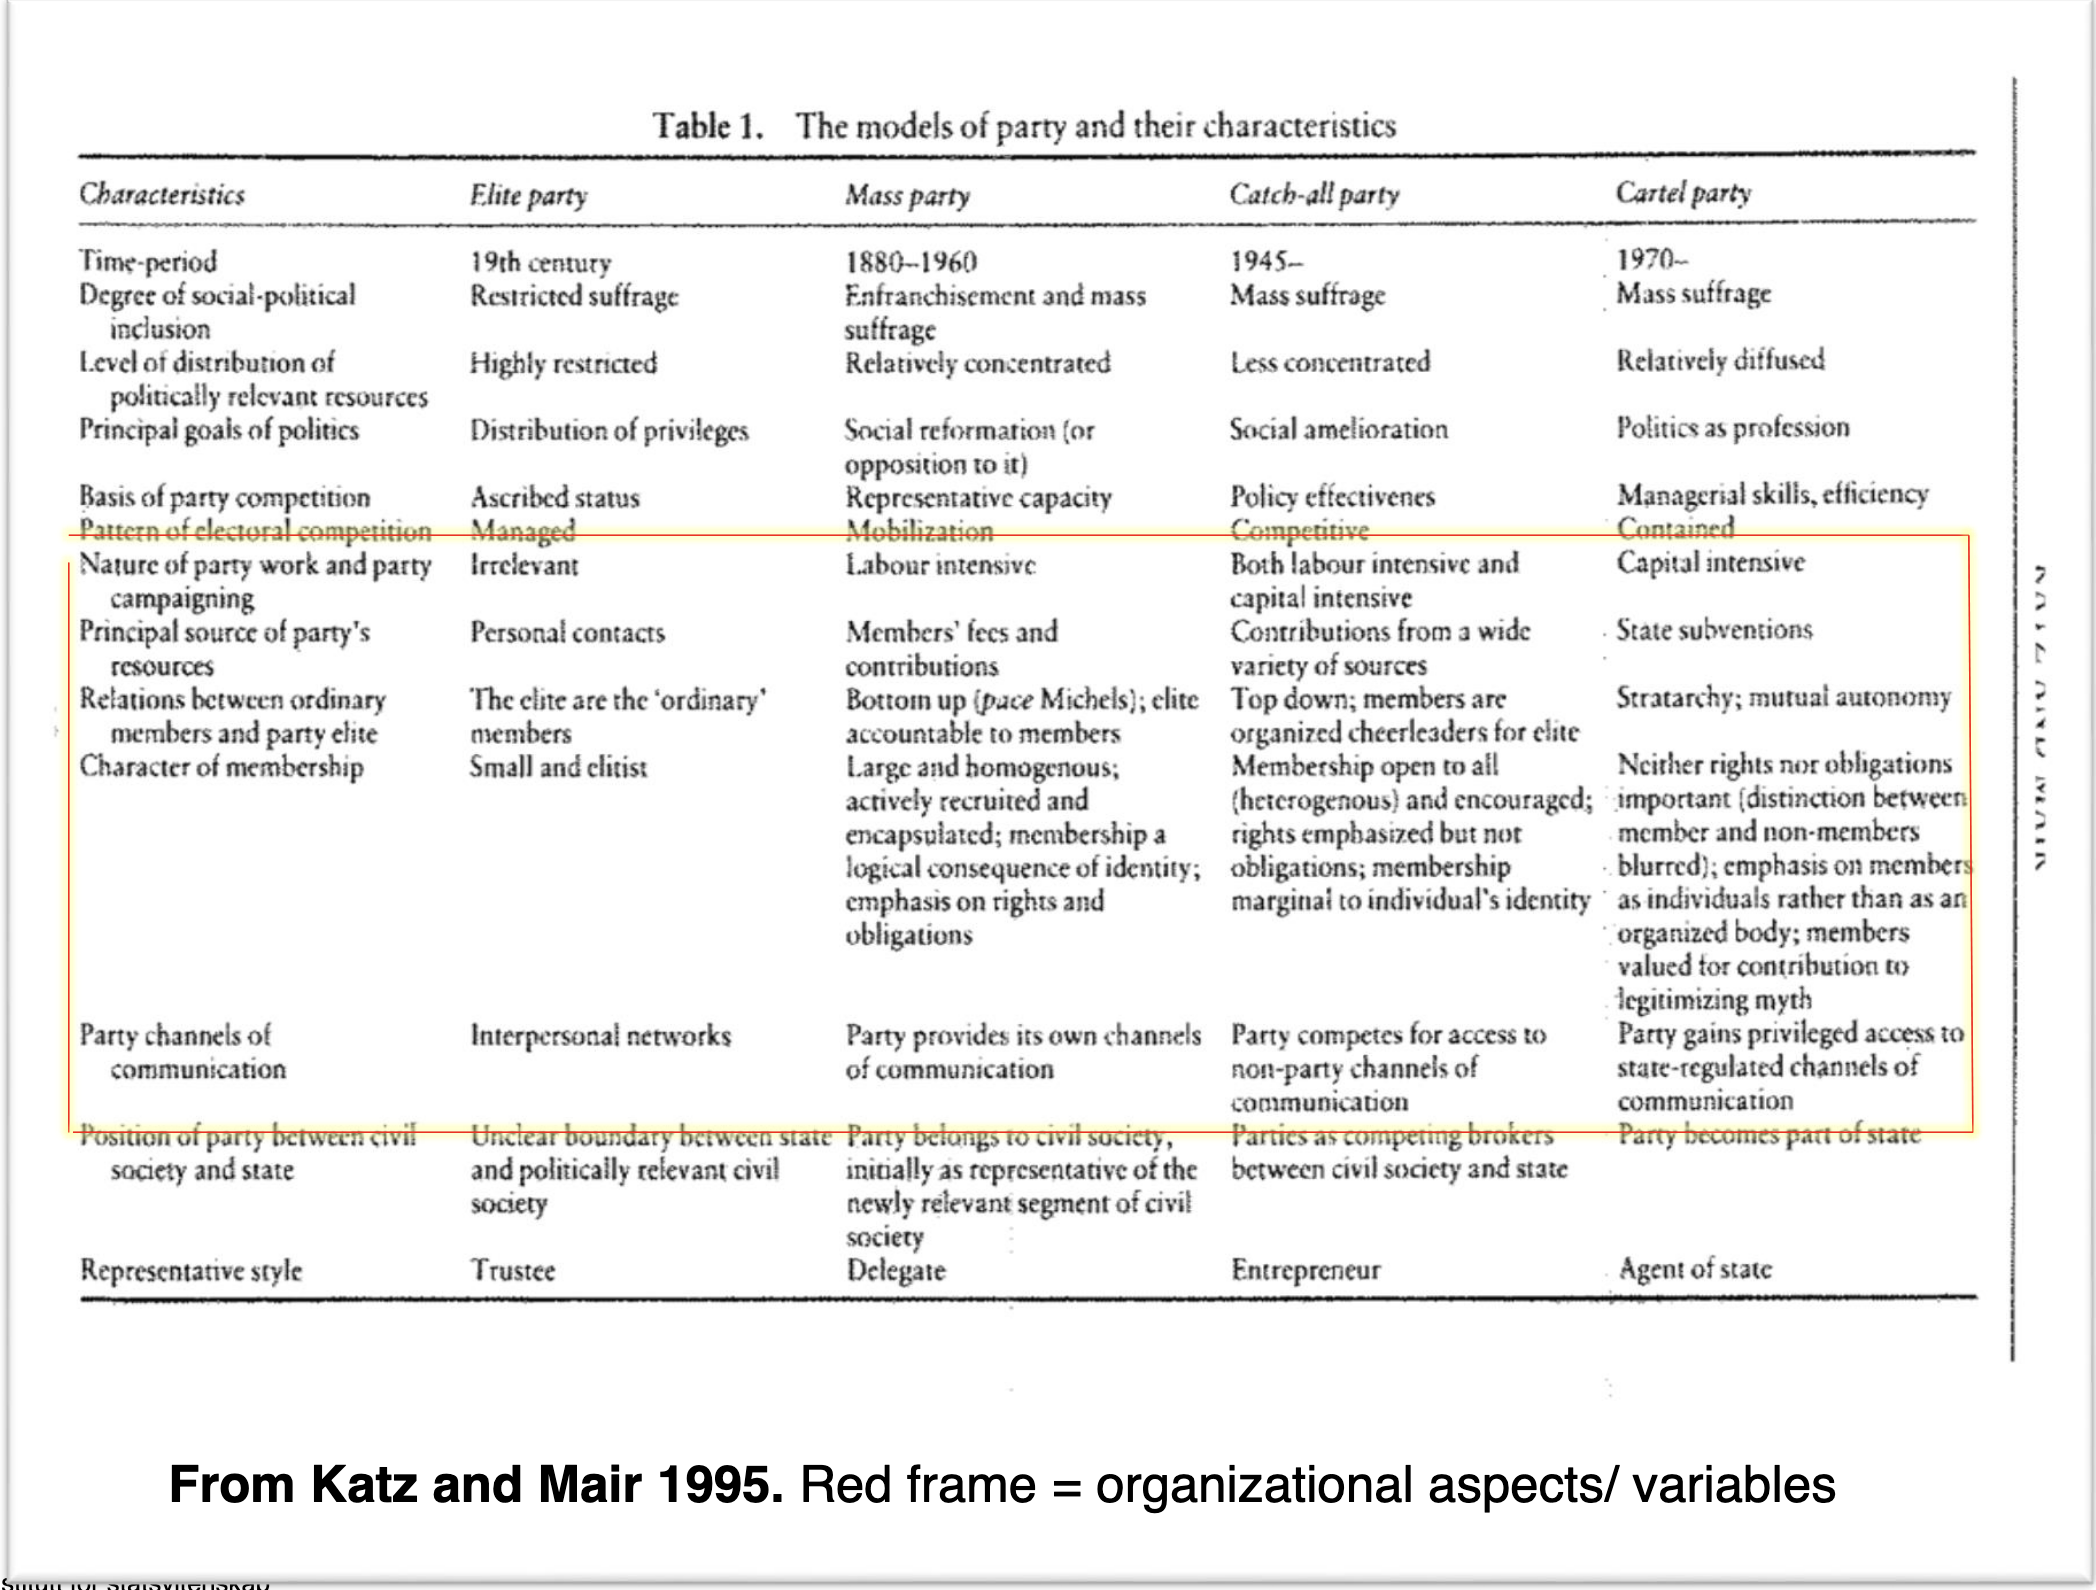 Table 1. The models of party and their characteristics
Characteristics Elite party Mass party Catch-all party Cartel party
Time-period 19th century 1880–1960 1945– 1970–
Degree of social-political Restricted suffrage Enfranchisement and mass Mass suffrage Mass suffrage
inclusion suffrage
Level of distribution of Highly restricted Relatively concentrated Less concentrated Relatively diffused
politically relevant resources
Principal goals of politics Distribution of privileges Social reformation (or Social amelioration Politics as profession
opposition to it)
Basis of party competition Ascribed status Representative capacity Policy effectivenes Managerial skills, efficiency
Pattern of electoral competition Managed Mobilization Competitive Contained
Nature of party work and party Irrelevant Labour intensive Both labour intensive and Capital intensive
campaigning capital intensive
Principal source of party's Personal contacts Members' fees and Contributions from a wide State subventions
resources contributions variety of sources
Relations between ordinary The elite are the 'ordinary' Bottom up (pace Michels); elite Top down; members are Stratarchy; mutual autonomy
members and party elite members accountable to members organized cheerleaders for elite
Character of membership Small and elitist Large and homogenous; Membership open to all Neither rights nor obligations
actively recruited and (heterogenous) and encouraged; important (distinction between
encapsulated; membership a rights emphasized but not member and non-members
logical consequence of identity; obligations; membership blurred); emphasis on members
emphasis on rights and marginal to individual's identity as individuals rather than as an
obligations organized body; members
valued for contribution to
legitimizing myth
Party channels of Interpersonal networks Party provides its own channels Party competes for access to Party gains privileged access to
communication of communication non-party channels of state-regulated channels of
communication communication
Position of party between civil Unclear boundary between state Party belongs to civil society, Parties as competing brokers Party becomes part of state
society and state and politically relevant civil initially as representative of the between civil society and state
society newly relevant segment of civil
society
Representative style Trustee Delegate Entrepreneur Agent of state
From Katz and Mair 1995. Red frame = organizational aspects/ variables